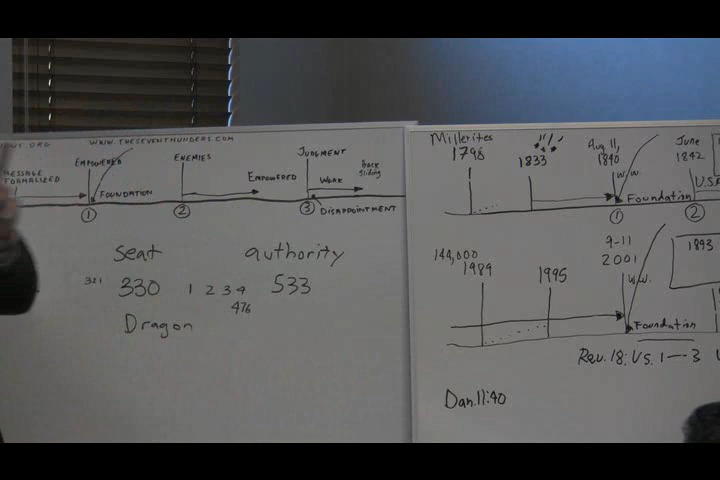 WWW.THESEVENTHUNDERS.COM
MESSAGE
FORMALIZED
EMPOWERED
FOUNDATION
1
ENEMIES
EMPOWERED
2
JUDGMENT
WORK
BACK
SLIDING
3
DISAPPOINTMENT
seat authority
321 330 1 2 3 4 533
476
Dragon
Millerites
1798
1833
Aug 11,
1840
W.W.
Foundation
1
June
1842
U.S.
2
144,000
1989
1995
9-11
2001
W.W.
Foundation
1893
Rev. 18: VS. 1—3
Dan.11:40